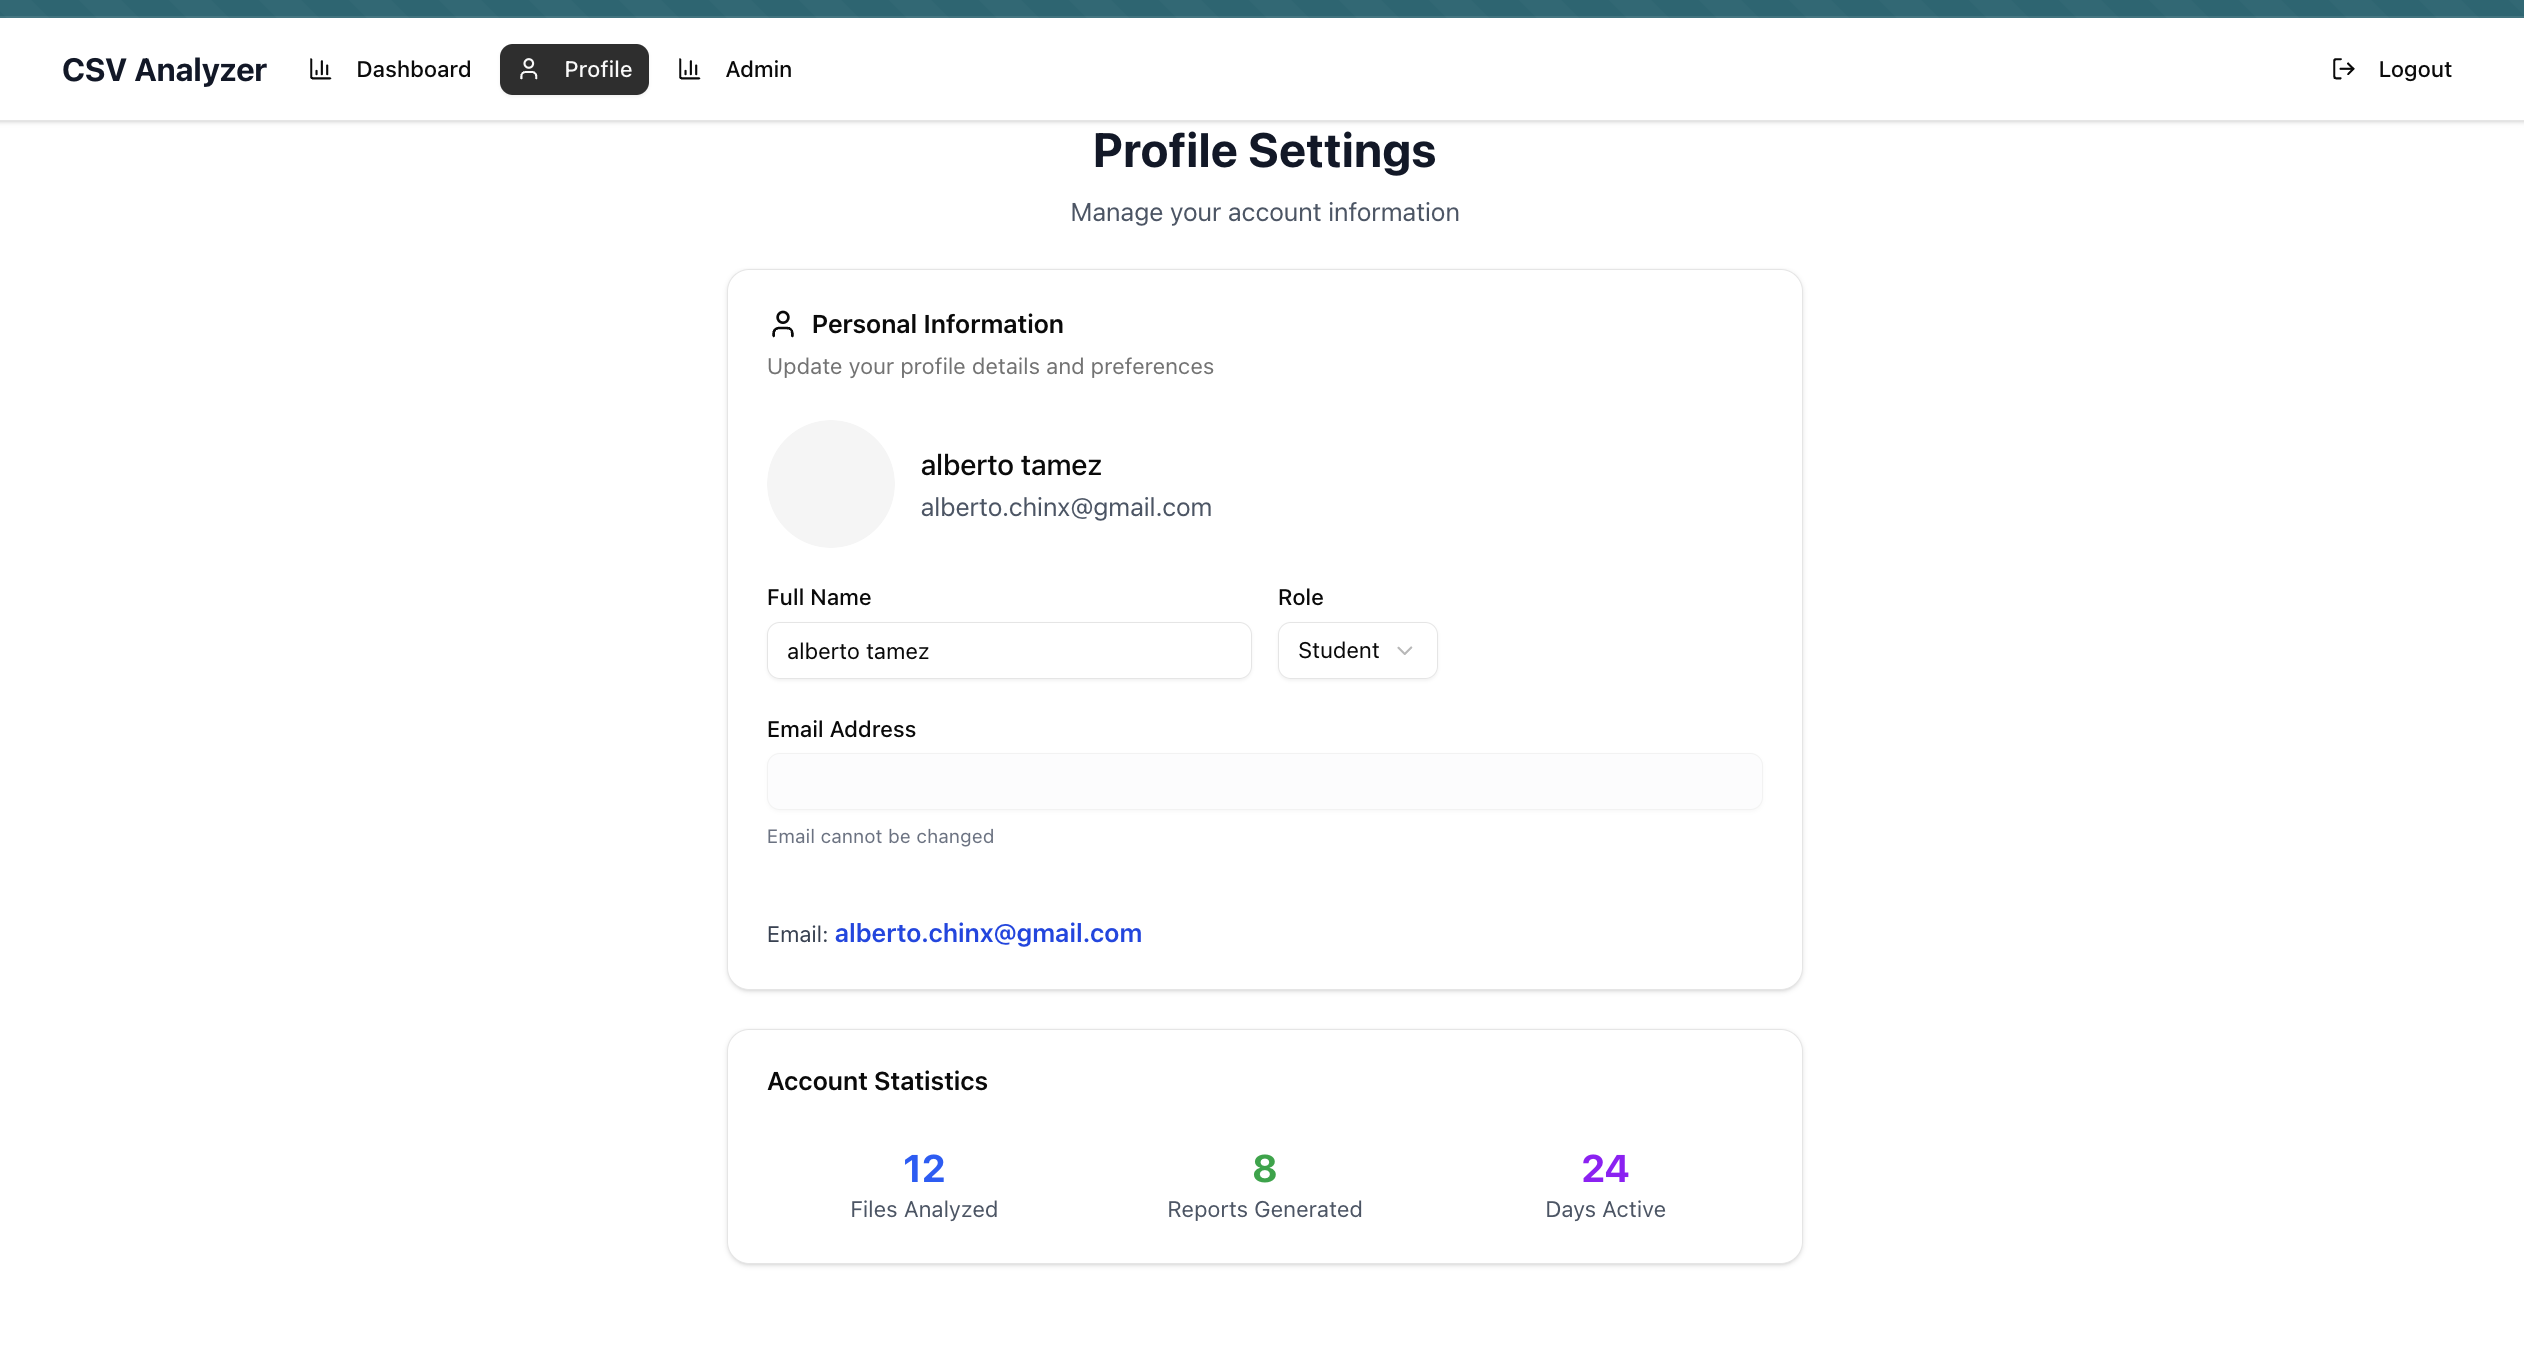 CSV Analyzer
Dashboard
Profile
Admin
Logout
Profile Settings
Manage your account information
Personal Information
Update your profile details and preferences
alberto tamez
alberto.chinx@gmail.com
Full Name
Role
alberto tamez
Student
Email Address
Email cannot be changed
Email: alberto.chinx@gmail.com
Account Statistics
12
8
24
Files Analyzed
Reports Generated
Days Active